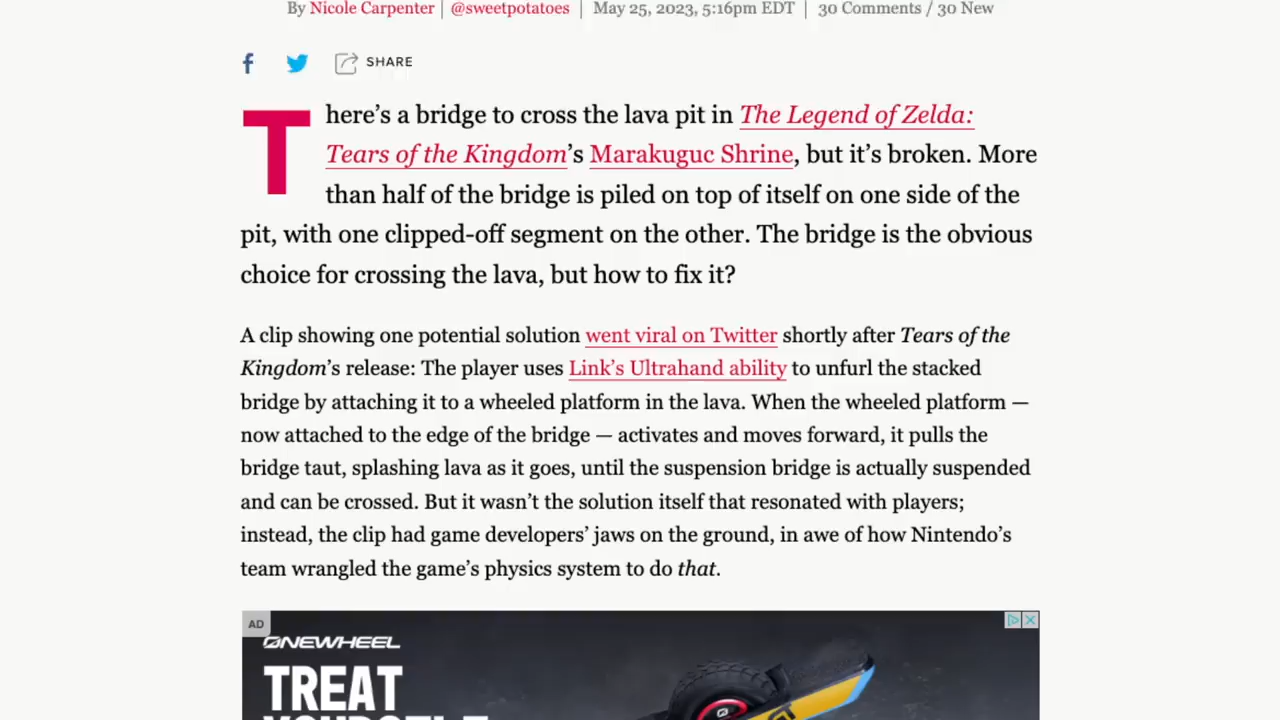 By Nicole Carpenter | @sweetpotatoes | May 25, 2023, 5:16pm EDT | 30 Comments / 30 New
SHARE
There’s a bridge to cross the lava pit in The Legend of Zelda:
Tears of the Kingdom’s Marakuguc Shrine, but it’s broken. More
than half of the bridge is piled on top of itself on one side of the
pit, with one clipped-off segment on the other. The bridge is the obvious
choice for crossing the lava, but how to fix it?
A clip showing one potential solution went viral on Twitter shortly after Tears of the
Kingdom’s release: The player uses Link’s Ultrahand ability to unfurl the stacked
bridge by attaching it to a wheeled platform in the lava. When the wheeled platform —
now attached to the edge of the bridge — activates and moves forward, it pulls the
bridge taut, splashing lava as it goes, until the suspension bridge is actually suspended
and can be crossed. But it wasn’t the solution itself that resonated with players;
instead, the clip had game developers’ jaws on the ground, in awe of how Nintendo’s
team wrangled the game’s physics system to do that.
AD
ONEWHEEL
TREAT
YOURSELF